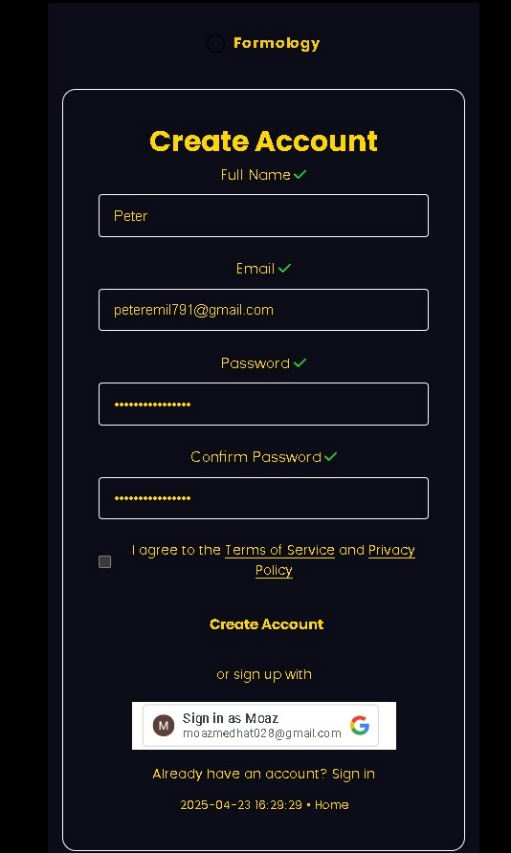 Formology
Create Account
Full Name
Peter
Email
peteremil791@gmail.com
Password
••••••••••••••••
Confirm Password
••••••••••••••••
I agree to the Terms of Service and Privacy
Policy
Create Account
or sign up with
M
Sign in as Moaz
moazmedhat028@gmail.com
Already have an account? Sign in
2025-04-23 16:29:29 • Home